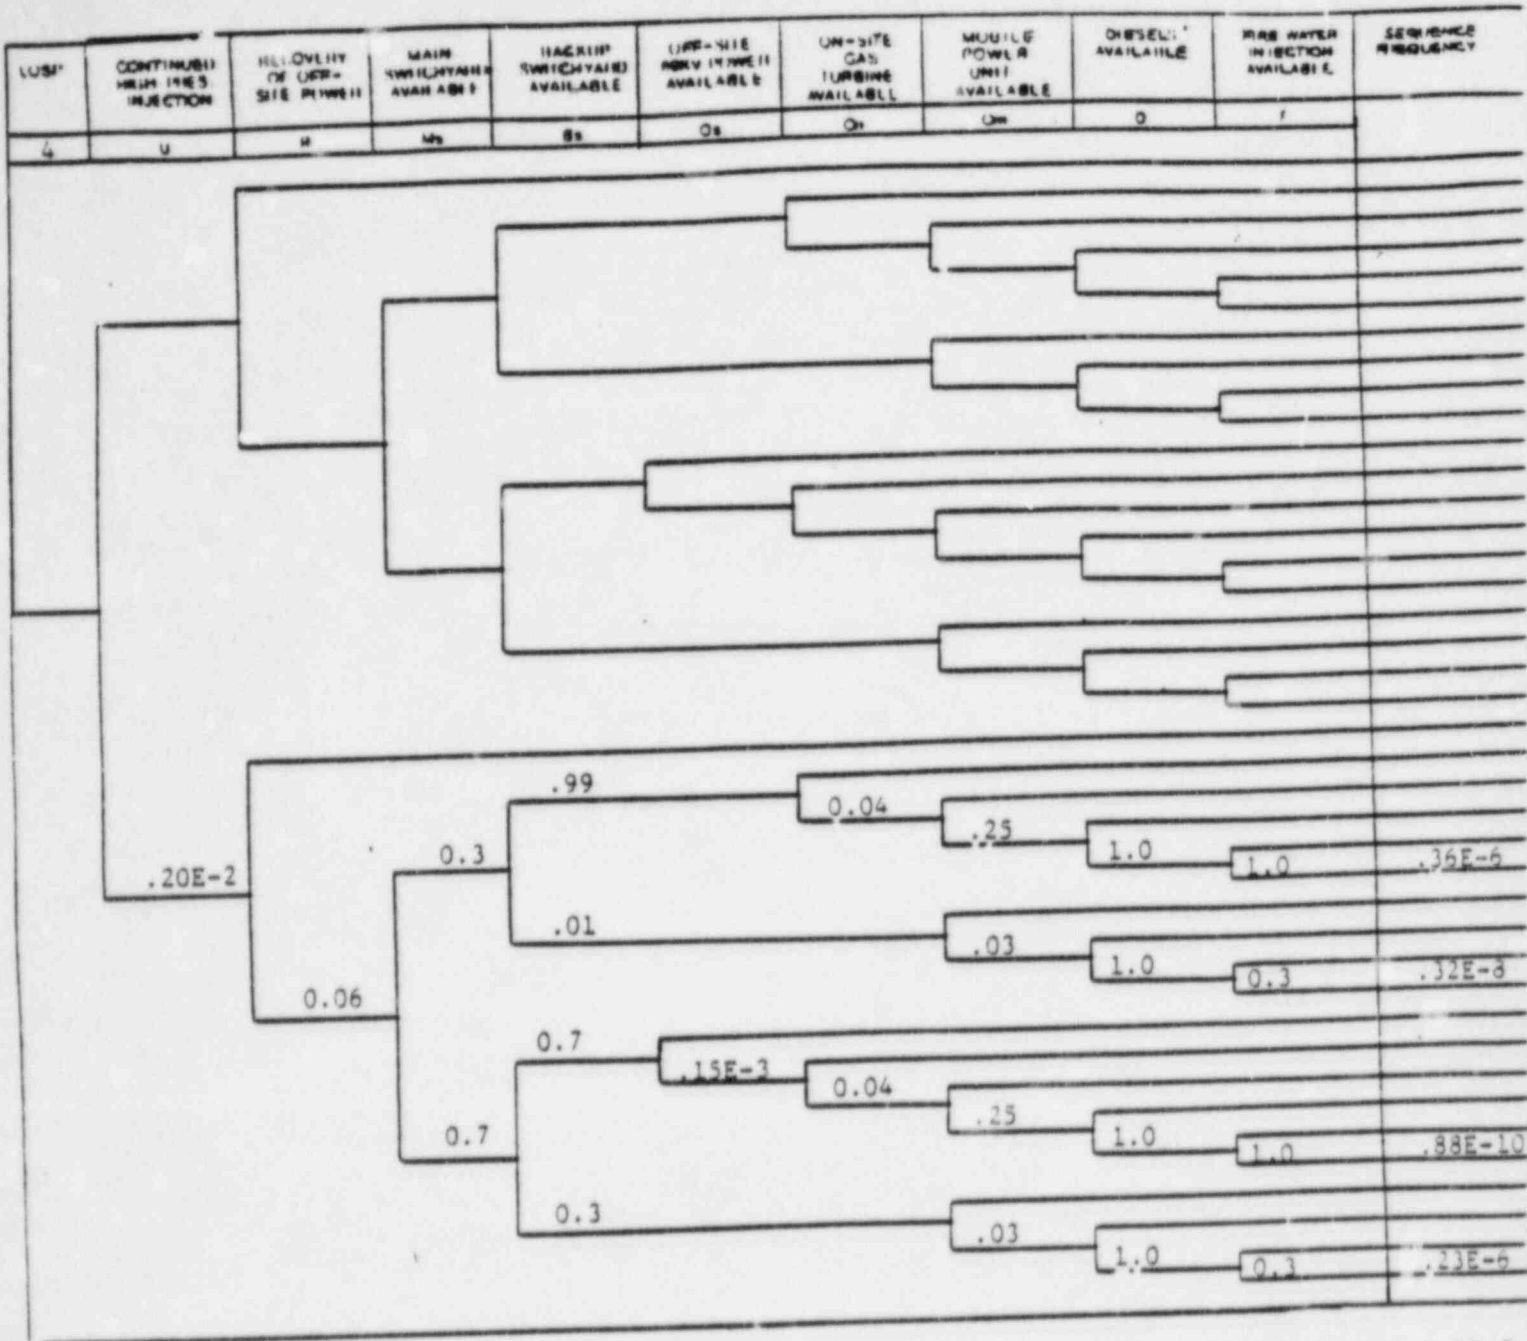 LOSP
CONTINUED
HIGH PRES.
INJECTION
RECOVERY
OF OFF-
SITE POWER
MAIN
SWITCHYARD
AVAILABLE
BACKUP
SWITCHYARD
AVAILABLE
OFF-SITE
POWER
AVAILABLE
ON-SITE
GAS
TURBINE
AVAILABLE
MOBILE
POWER
UNIT
AVAILABLE
DIESEL
AVAILABLE
FIRE WATER
INJECTION
AVAILABLE
SEQUENCE
FREQUENCY
4
U
R
Ms
Bs
Os
Gm
D
F
.99
0.04
.25
0.3
1.0
1.0
.36E-6
.20E-2
.01
.03
1.0
0.3
.32E-8
0.06
0.7
.15E-3
0.04
.25
0.7
1.0
1.0
.88E-10
0.3
.03
1.0
0.3
.23E-6